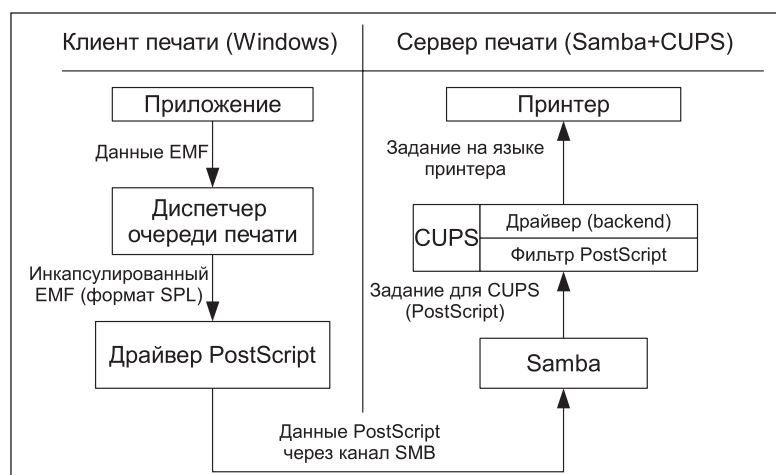 Клиент печати (Windows)
Сервер печати (Samba+CUPS)
Приложение
Данные EMF
Диспетчер
очереди печати
Инкапсулированный
EMF (формат SPL)
Драйвер PostScript
Данные PostScript
через канал SMB
Принтер
Задание на языке
принтера
CUPS
Драйвер (backend)
Фильтр PostScript
Задание для CUPS
(PostScript)
Samba